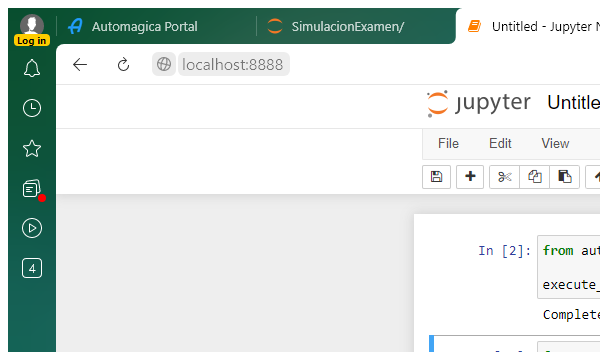 Automagica Portal
SimulacionExamen/
Untitled - Jupyter N
Log in
localhost:8888
jupyter
Untitle
File
Edit
View
4
In [2]:
from aut
execute_
Complete